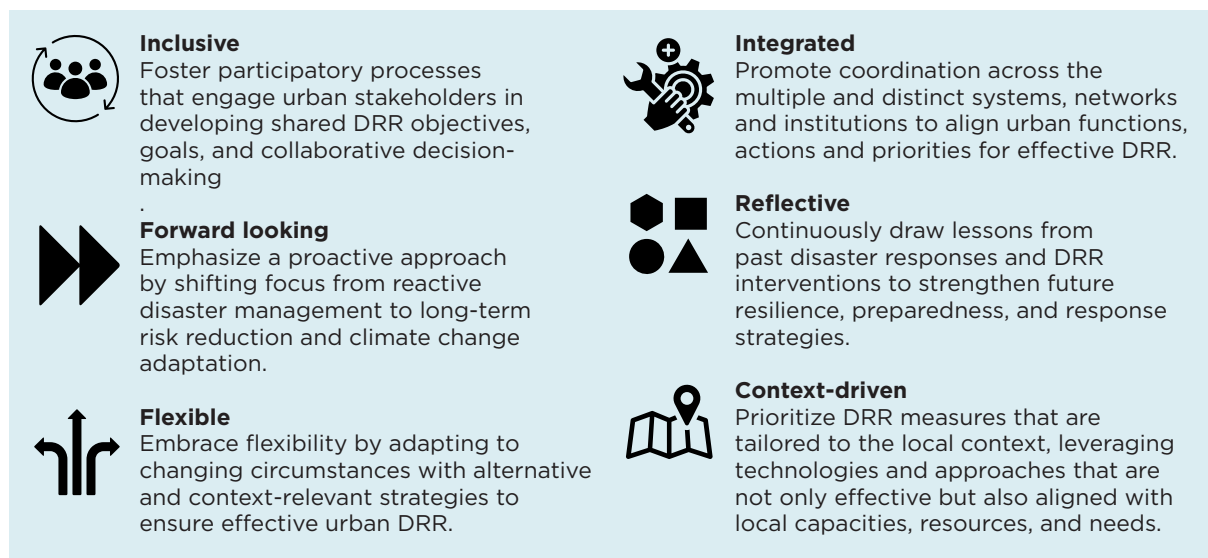 Inclusive
Foster participatory processes
that engage urban stakeholders in
developing shared DRR objectives,
goals, and collaborative decision-
making
.
Forward looking
Emphasize a proactive approach
by shifting focus from reactive
disaster management to long-term
risk reduction and climate change
adaptation.
Flexible
Embrace flexibility by adapting to
changing circumstances with alternative
and context-relevant strategies to
ensure effective urban DRR.
Integrated
Promote coordination across the
multiple and distinct systems, networks
and institutions to align urban functions,
actions and priorities for effective DRR.
Reflective
Continuously draw lessons from
past disaster responses and DRR
interventions to strengthen future
resilience, preparedness, and response
strategies.
Context-driven
Prioritize DRR measures that are
tailored to the local context, leveraging
technologies and approaches that are
not only effective but also aligned with
local capacities, resources, and needs.